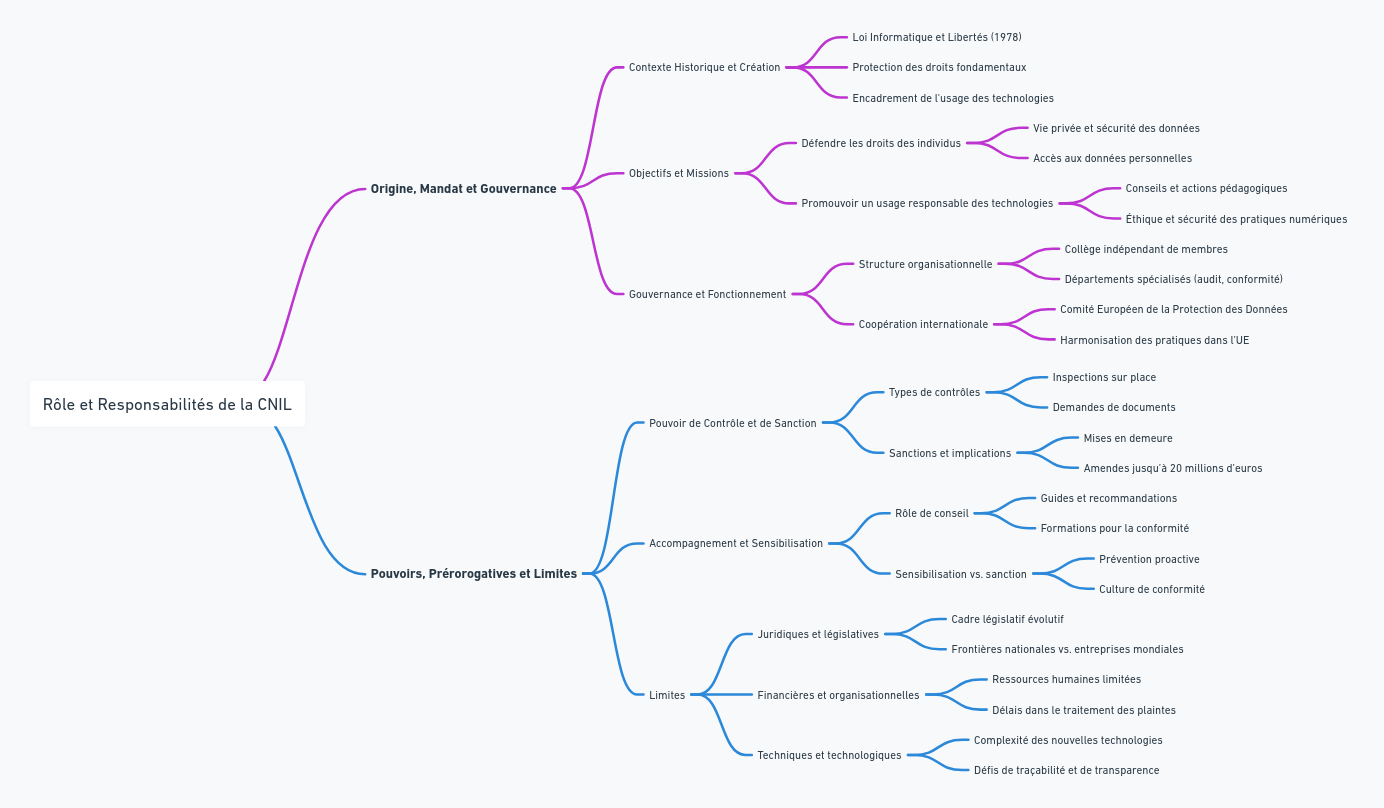 Rôle et Responsabilités de la CNIL
Origine, Mandat et Gouvernance
Contexte Historique et Création
Loi Informatique et Libertés (1978)
Protection des droits fondamentaux
Encadrement de l'usage des technologies
Objectifs et Missions
Défendre les droits des individus
Vie privée et sécurité des données
Accès aux données personnelles
Promouvoir un usage responsable des technologies
Conseils et actions pédagogiques
Éthique et sécurité des pratiques numériques
Gouvernance et Fonctionnement
Structure organisationnelle
Collège indépendant de membres
Départements spécialisés (audit, conformité)
Coopération internationale
Comité Européen de la Protection des Données
Harmonisation des pratiques dans l'UE
Pouvoirs, Prérorogatives et Limites
Pouvoir de Contrôle et de Sanction
Types de contrôles
Inspections sur place
Demandes de documents
Sanctions et implications
Mises en demeure
Amendes jusqu'à 20 millions d'euros
Accompagnement et Sensibilisation
Rôle de conseil
Guides et recommandations
Formations pour la conformité
Sensibilisation vs. sanction
Prévention proactive
Culture de conformité
Limites
Juridiques et législatives
Cadre législatif évolutif
Frontières nationales vs. entreprises mondiales
Financières et organisationnelles
Ressources humaines limitées
Délais dans le traitement des plaintes
Techniques et technologiques
Complexité des nouvelles technologies
Défis de traçabilité et de transparence